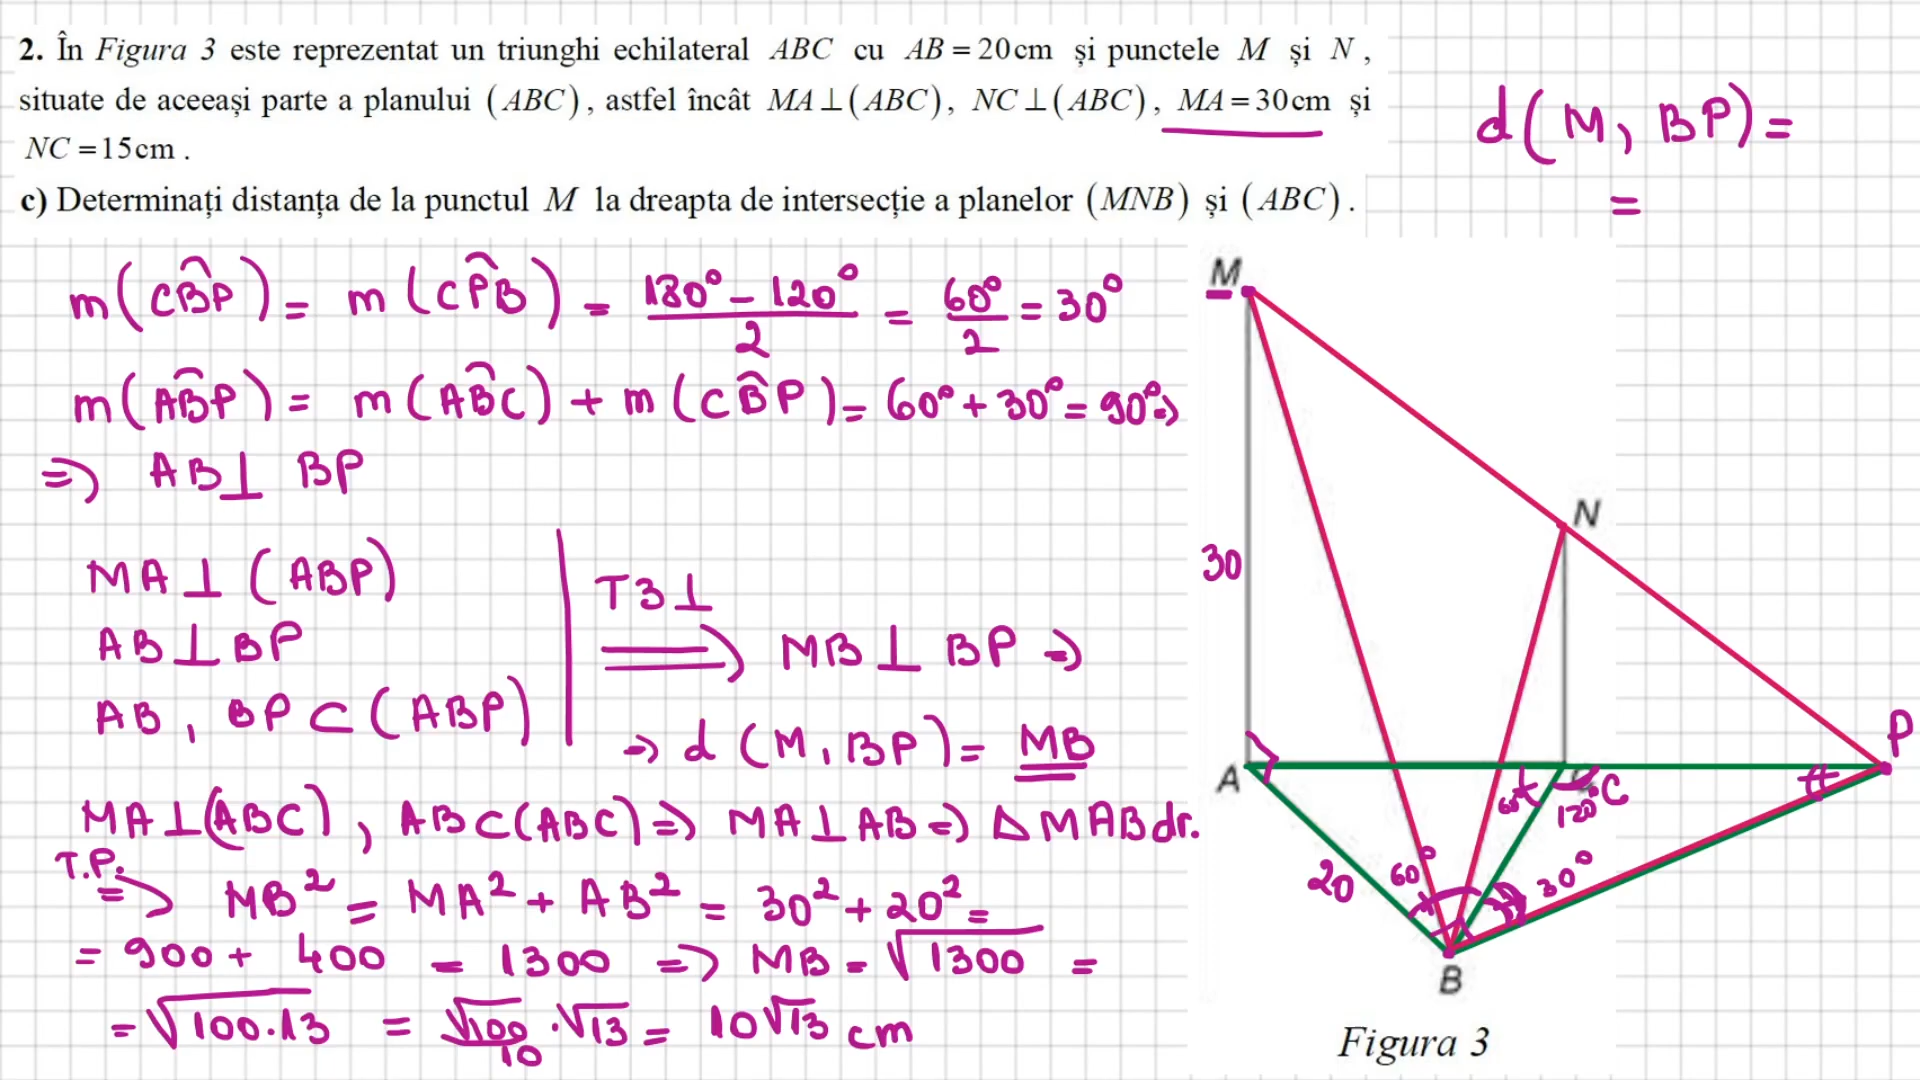 2. În Figura 3 este reprezentat un triunghi echilateral ABC cu AB = 20cm și punctele M și N,
situate de aceeași parte a planului (ABC), astfel încât MA⊥(ABC), NC⊥(ABC), MA = 30cm și
NC = 15cm.
c) Determinați distanța de la punctul M la dreapta de intersecție a planelor (MNB) și (ABC).
d(M, BP) =
=
m(CBP) = m(CPB) = (180° - 120°)/2 = 60°/2 = 30°
m(ABP) = m(ABC) + m(CBP) = 60° + 30° = 90° ⇒
⇒ AB ⊥ BP
MA ⊥ (ABP)
AB ⊥ BP
AB, BP ⊂ (ABP)
T3⊥
⇒ MB ⊥ BP ⇒
⇒ d(M, BP) = MB
MA⊥(ABC), AB⊂(ABC) ⇒ MA⊥AB ⇒ ΔMAB dr.
T.P.
⇒ MB² = MA² + AB² = 30² + 20² =
= 900 + 400 = 1300 ⇒ MB = √1300 =
= √100·13 = √100 · √13 = 10√13 cm
10
M
N
30
P
A
60°
120°
C
20
60°
30°
B
Figura 3